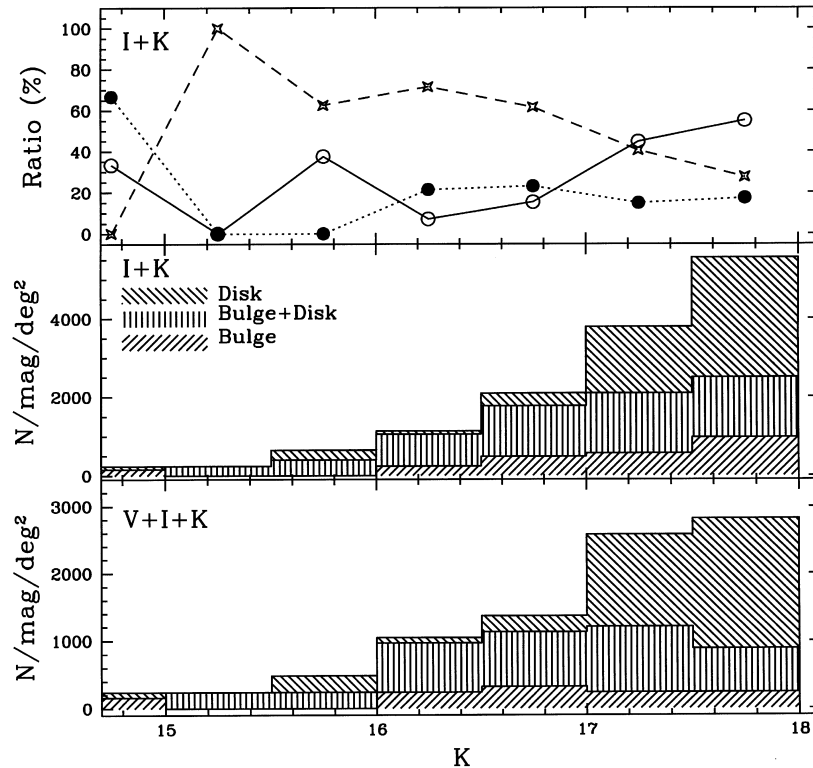 I+K
100
80
60
40
20
0
Ratio (%)
I+K
Disk
Bulge+Disk
Bulge
4000
2000
0
N/mag/deg²
V+I+K
3000
2000
1000
0
N/mag/deg²
15
16
17
18
K